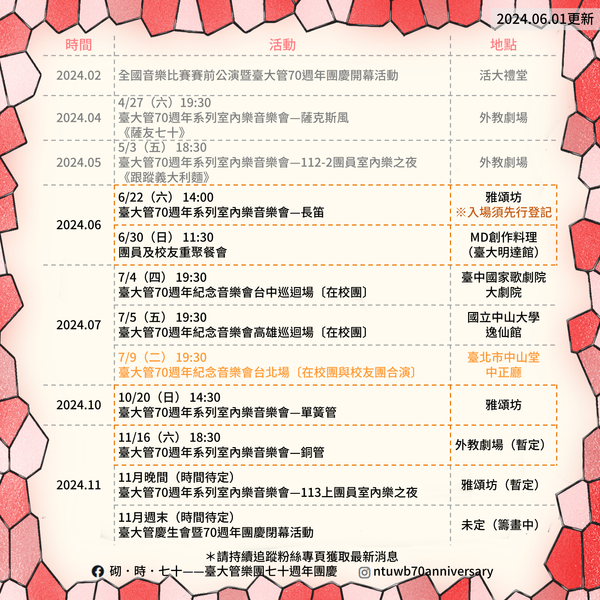 2024.06.01更新
時間 活動 地點
2024.02 全國音樂比賽賽前公演暨臺大管70週年團慶開幕活動 活大禮堂
2024.04 4/27（六）19:30
臺大管70週年系列室內樂音樂會—薩克斯風 外教劇場
《薩友七十》
2024.05 5/3（五）18:30
臺大管70週年系列室內樂音樂會—112-2團員室內樂之夜 外教劇場
《跟蹤義大利麵》
2024.06 6/22（六）14:00 雅頌坊
臺大管70週年系列室內樂音樂會—長笛 ※入場須先行登記
6/30（日）11:30 MD創作料理
團員及校友重聚餐會 （臺大明達館）
2024.07 7/4（四）19:30 臺中國家歌劇院
臺大管70週年紀念音樂會台中巡迴場〔在校團〕 大劇院
7/5（五）19:30 國立中山大學
臺大管70週年紀念音樂會高雄巡迴場〔在校團〕 逸仙館
7/9（二）19:30 臺北市中山堂
臺大管70週年紀念音樂會台北場〔在校團與校友團合演〕 中正廳
2024.10 10/20（日）14:30
臺大管70週年系列室內樂音樂會—單簧管 雅頌坊
2024.11 11/16（六）18:30
臺大管70週年系列室內樂音樂會—銅管 外教劇場（暫定）
11月晚間（時間待定）
臺大管70週年系列室內樂音樂會—113上團員室內樂之夜 雅頌坊（暫定）
11月週末（時間待定）
臺大管慶生會暨70週年團慶閉幕活動 未定（籌畫中）
＊請持續追蹤粉絲專頁獲取最新消息
砌・時・七十——臺大管樂團七十週年團慶 ntuwb70anniversary